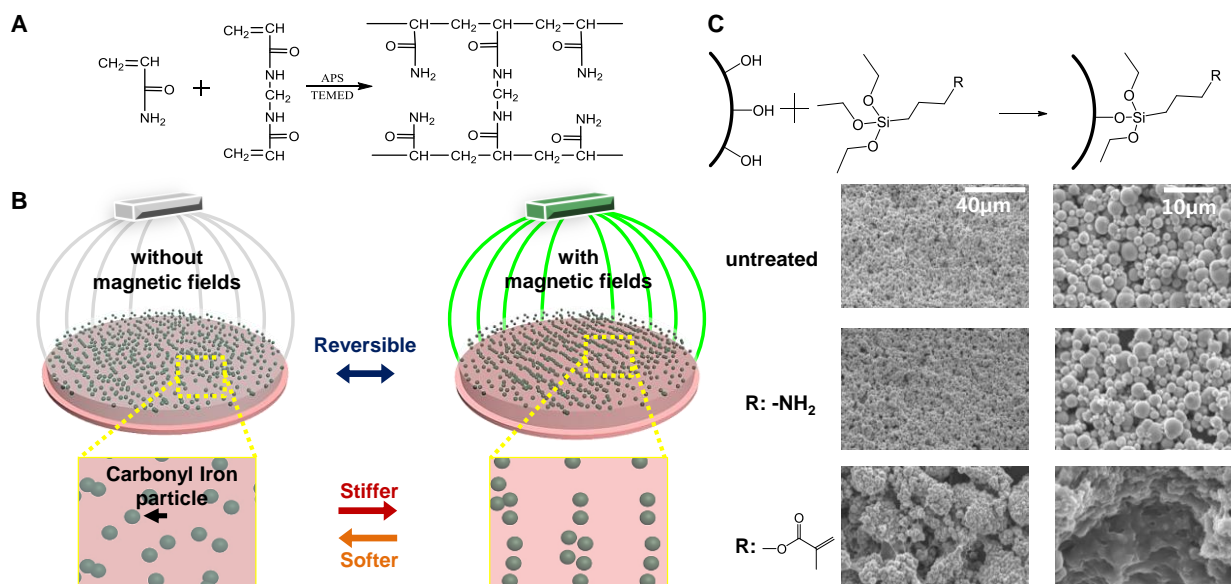 A
CH2=CH
O
NH2
+
CH2=CH
O
NH
CH2
NH
O
CH2=CH
APS
TEMED
CH CH2 CH CH2 CH
O O O
NH2 NH NH2
CH2
NH2 NH NH2
O O O
CH CH2 CH CH2 CH
B
without
magnetic fields
Reversible
with
magnetic fields
Carbonyl Iron
particle
Stiffer
Softer
C
OH
OH
OH
+
O
O Si
O
R
O
O Si
O
R
untreated
40μm
10μm
R: -NH2
R:
O
O